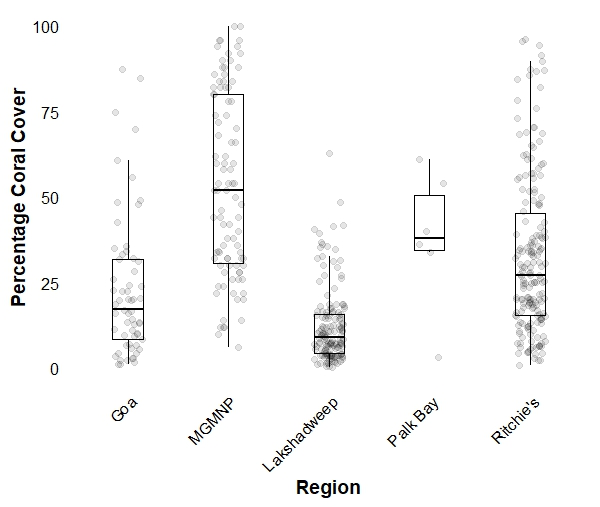 Percentage Coral Cover
100
75
50
25
0
Goa
MGMNP
Lakshadweep
Palk Bay
Ritchie's
Region